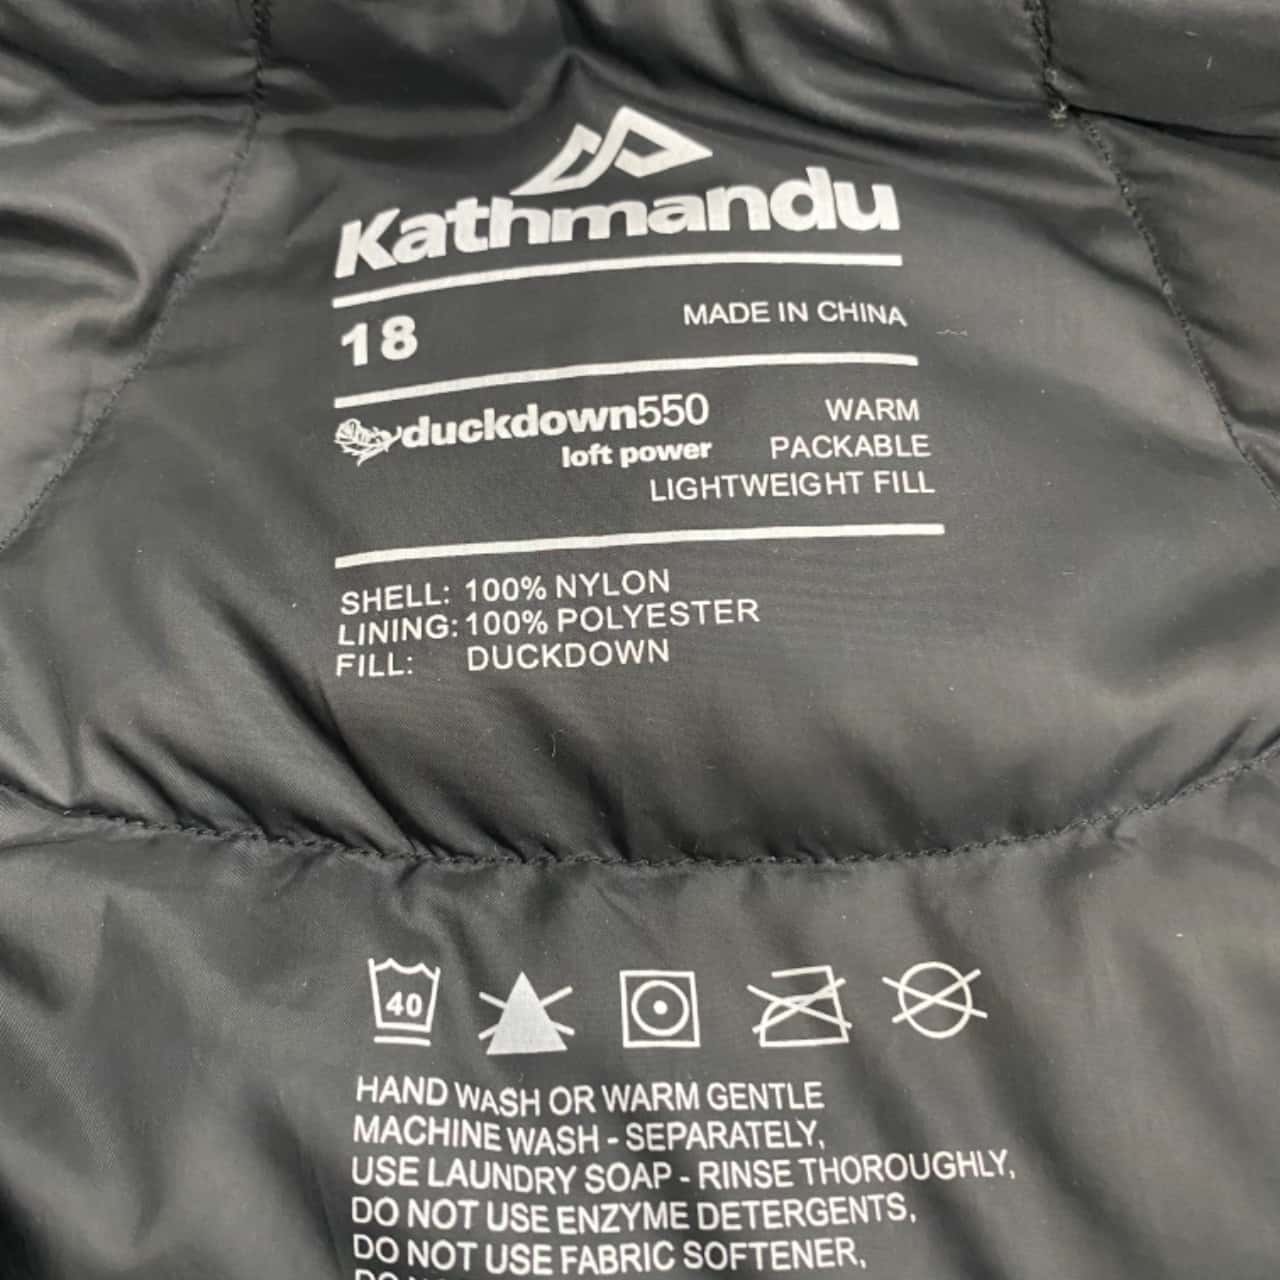 Kathmandu
18 MADE IN CHINA
duckdown550 WARM
loft power PACKABLE
LIGHTWEIGHT FILL
SHELL: 100% NYLON
LINING: 100% POLYESTER
FILL: DUCKDOWN
40
HAND WASH OR WARM GENTLE
MACHINE WASH - SEPARATELY,
USE LAUNDRY SOAP - RINSE THOROUGHLY,
DO NOT USE ENZYME DETERGENTS,
DO NOT USE FABRIC SOFTENER,